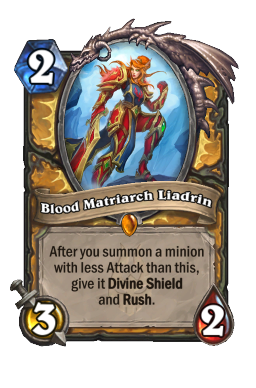 2
Blood Matriarch Liadrin
After you summon a minion
with less Attack than this,
give it Divine Shield
and Rush.
3
2